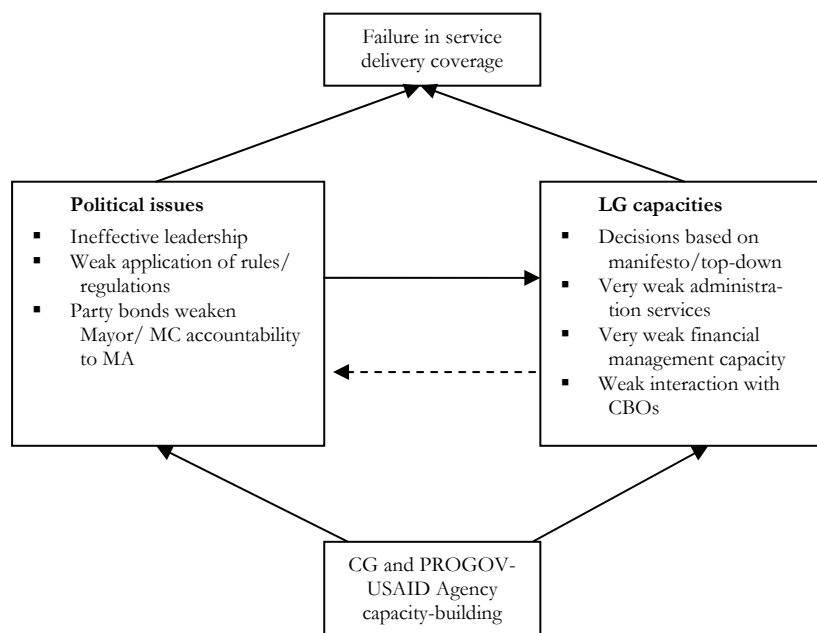 Failure in service
delivery coverage
Political issues
▪ Ineffective leadership
▪ Weak application of rules/
regulations
▪ Party bonds weaken
Mayor/ MC accountability
to MA
LG capacities
▪ Decisions based on
manifesto/top-down
▪ Very weak administra-
tion services
▪ Very weak financial
management capacity
▪ Weak interaction with
CBOs
CG and PROGOV-
USAID Agency
capacity-building